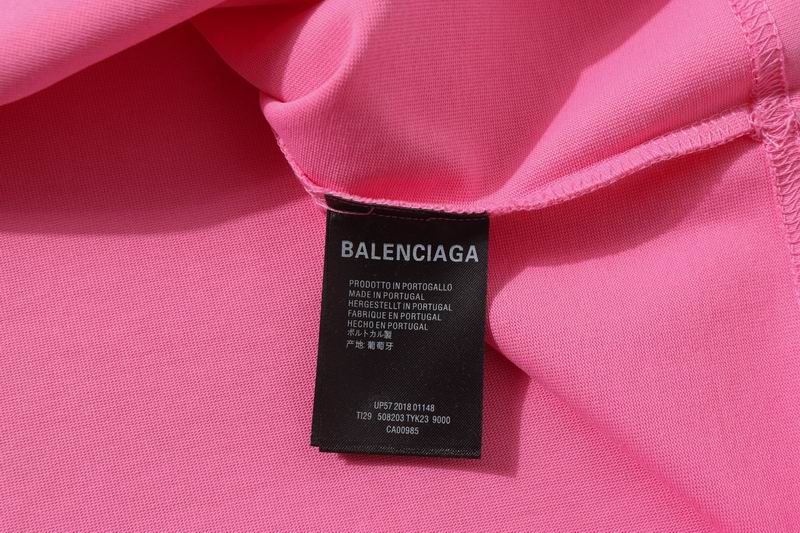 BALENCIAGA
PRODOTTO IN PORTOGALLO
MADE IN PORTUGAL
HERGESTELLT IN PORTUGAL
FABRIQUE EN PORTUGAL
HECHO EN PORTUGAL
ポルトカル製
产地: 葡萄牙
UP57 2018 01148
TI29 508203 TYK23 9000
CA00985